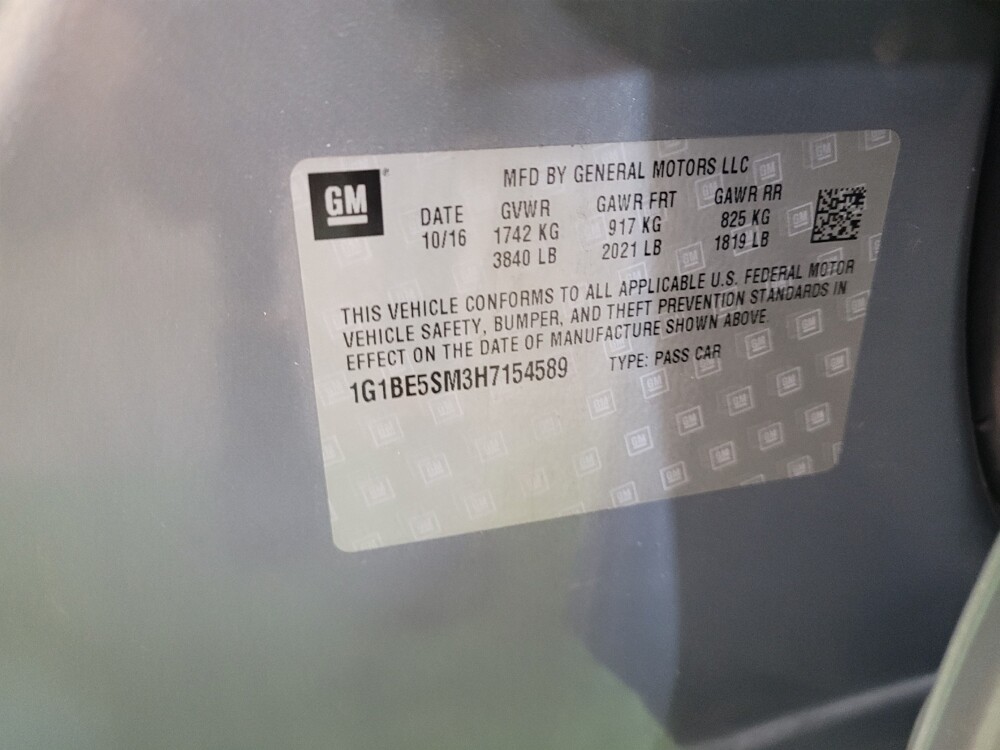 GM
MFD BY GENERAL MOTORS LLC
DATE GVWR GAWR FRT GAWR RR
10/16 1742 KG 917 KG 825 KG
3840 LB 2021 LB 1819 LB
THIS VEHICLE CONFORMS TO ALL APPLICABLE U.S. FEDERAL MOTOR
VEHICLE SAFETY, BUMPER, AND THEFT PREVENTION STANDARDS IN
EFFECT ON THE DATE OF MANUFACTURE SHOWN ABOVE.
1G1BE5SM3H7154589 TYPE: PASS CAR